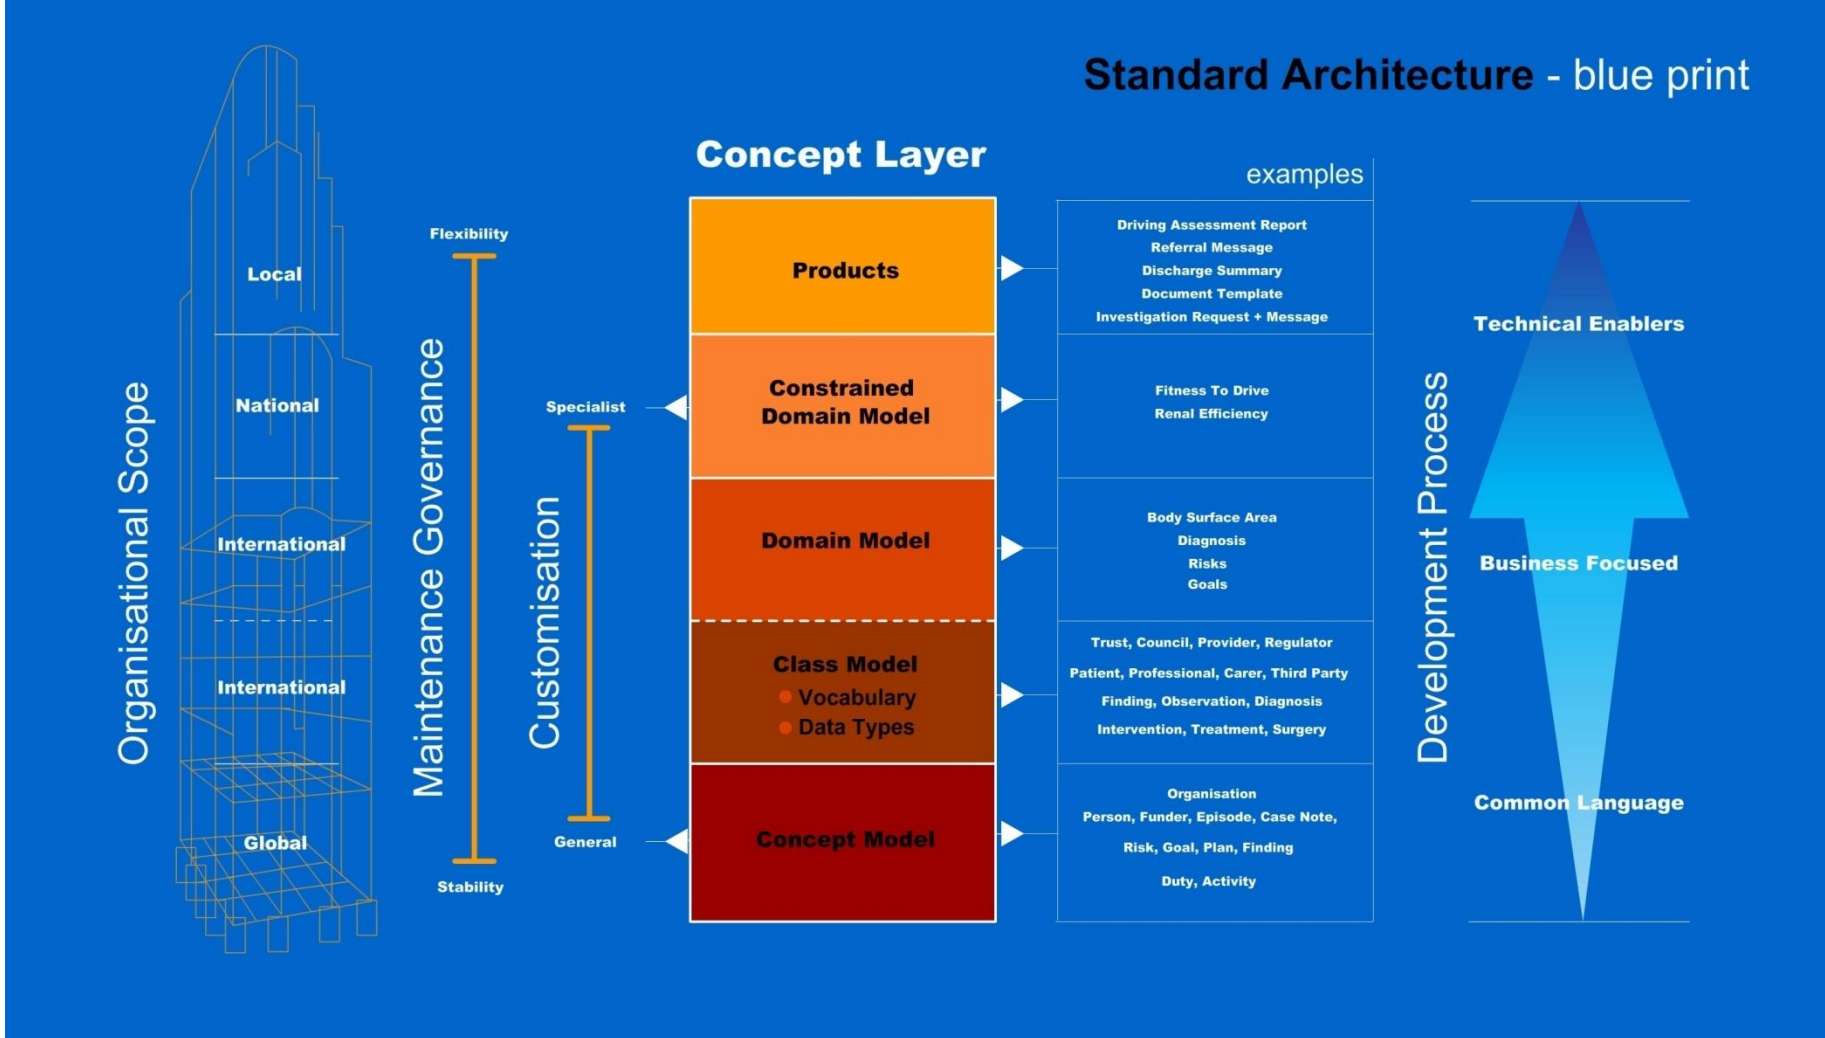 Standard Architecture - blue print
Concept Layer
examples
Organisational Scope
Local
National
International
International
Global
Maintenance Governance
Flexibility
Stability
Customisation
Specialist
General
Products
Constrained
Domain Model
Domain Model
Class Model
Vocabulary
Data Types
Concept Model
Driving Assessment Report
Referral Message
Discharge Summary
Document Template
Investigation Request + Message
Fitness To Drive
Renal Efficiency
Body Surface Area
Diagnosis
Risks
Goals
Trust, Council, Provider, Regulator
Patient, Professional, Carer, Third Party
Finding, Observation, Diagnosis
Intervention, Treatment, Surgery
Organisation
Person, Funder, Episode, Case Note,
Risk, Goal, Plan, Finding
Duty, Activity
Development Process
Technical Enablers
Business Focused
Common Language